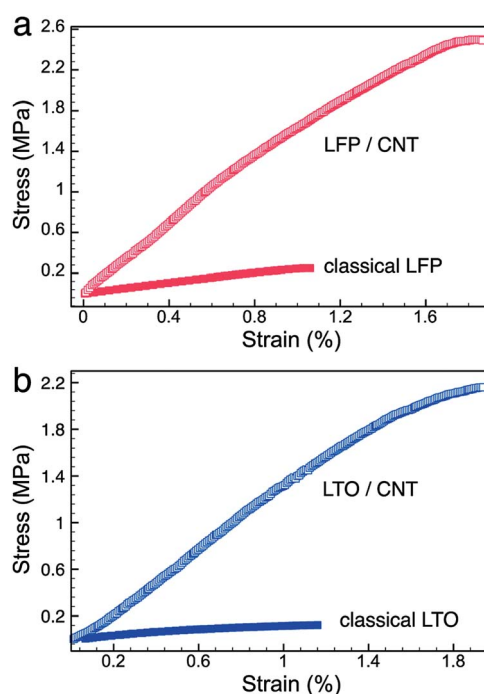 a
2.6
2.2
1.8
1.4
1
0.6
0.2
Stress (MPa)
LFP / CNT
classical LFP
0 0.4 0.8 1.2 1.6
Strain (%)
b
2.2
1.8
1.4
1
0.6
0.2
Stress (MPa)
LTO / CNT
classical LTO
0.2 0.6 1 1.4 1.8
Strain (%)